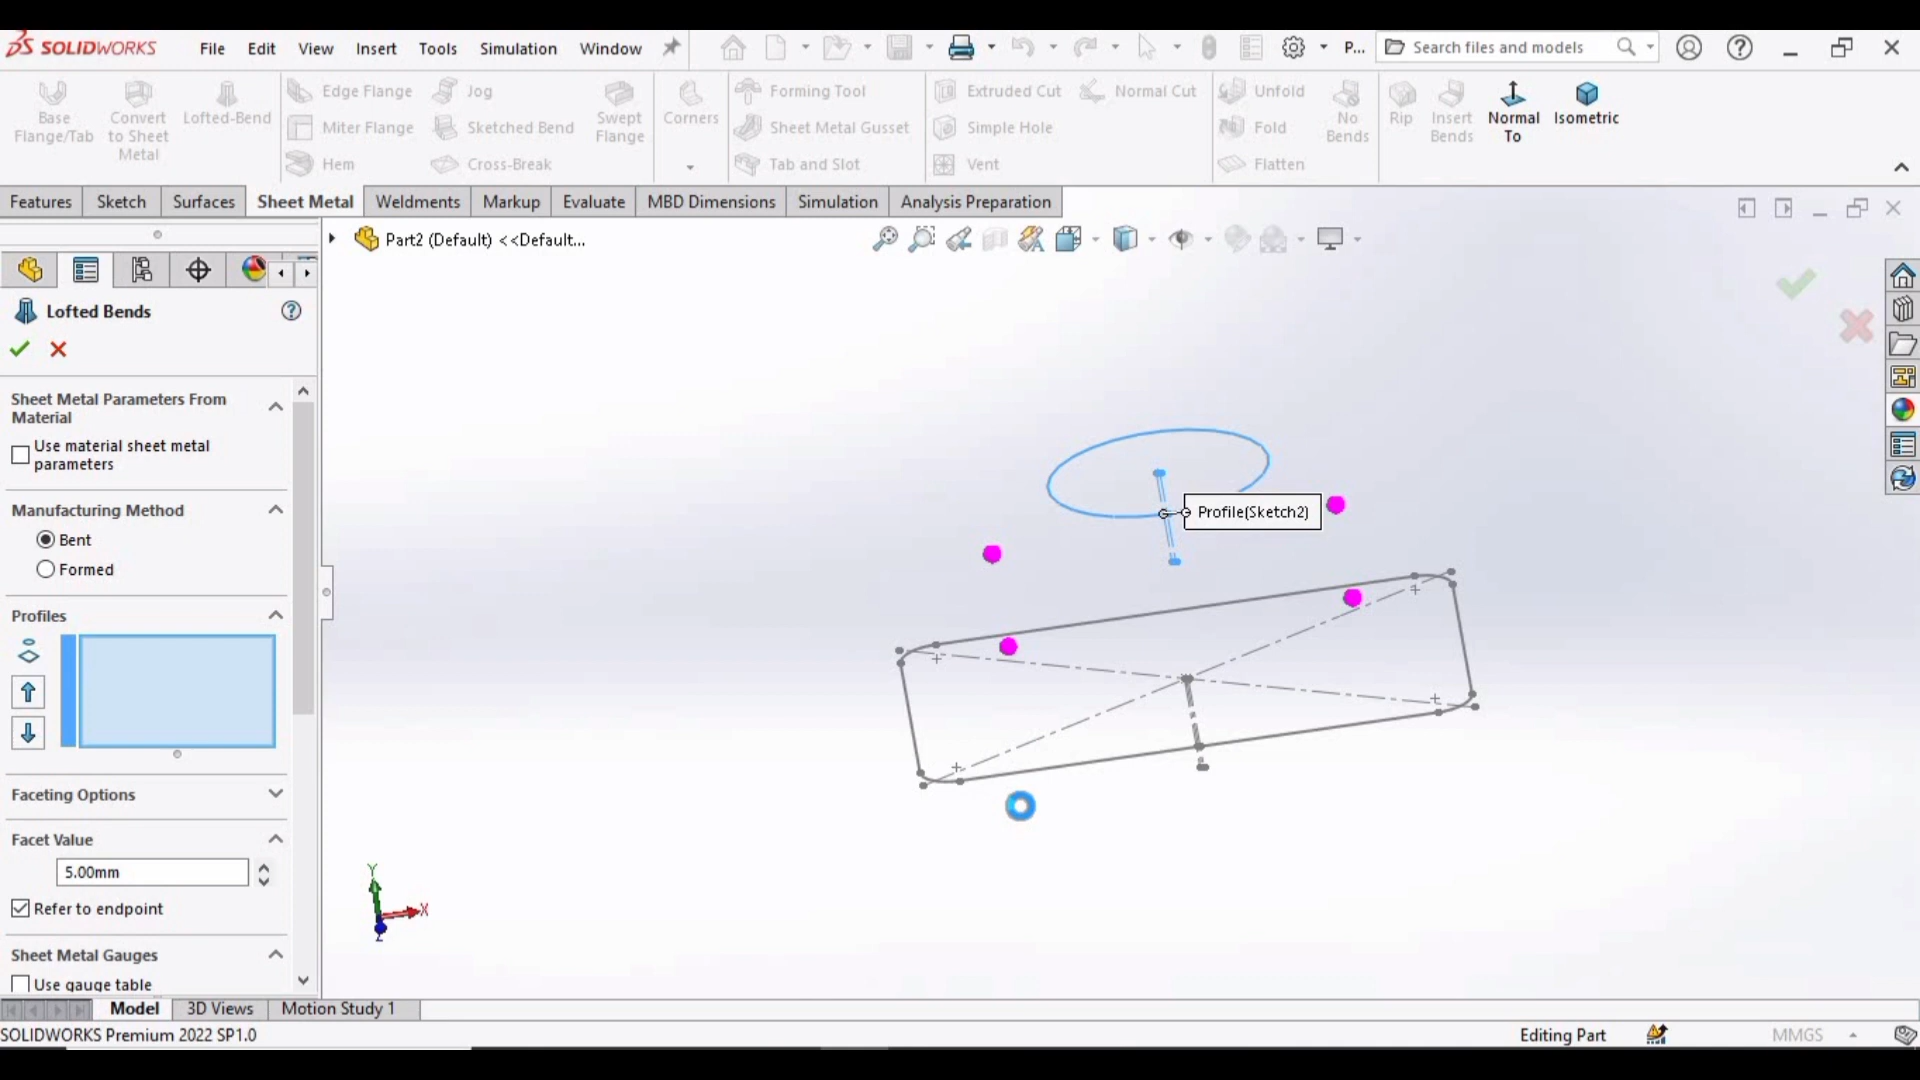 SOLIDWORKS File Edit View Insert Tools Simulation Window P... Search files and models
Base Flange/Tab
Convert to Sheet Metal
Lofted-Bend
Edge Flange
Miter Flange
Hem
Jog
Sketched Bend
Cross-Break
Swept Flange
Corners
Forming Tool
Sheet Metal Gusset
Tab and Slot
Extruded Cut
Simple Hole
Vent
Normal Cut
Unfold
Fold
Flatten
No Bends
Rip
Insert Bends
Normal To
Isometric
Features Sketch Surfaces Sheet Metal Weldments Markup Evaluate MBD Dimensions Simulation Analysis Preparation
Part2 (Default) <<Default...
Lofted Bends
Sheet Metal Parameters From
Material
Use material sheet metal
parameters
Manufacturing Method
Bent
Formed
Profiles
Faceting Options
Facet Value
5.00mm
Refer to endpoint
Sheet Metal Gauges
Use gauge table
Profile(Sketch2)
Y
X
Z
Model 3D Views Motion Study 1
SOLIDWORKS Premium 2022 SP1.0 Editing Part MMGS